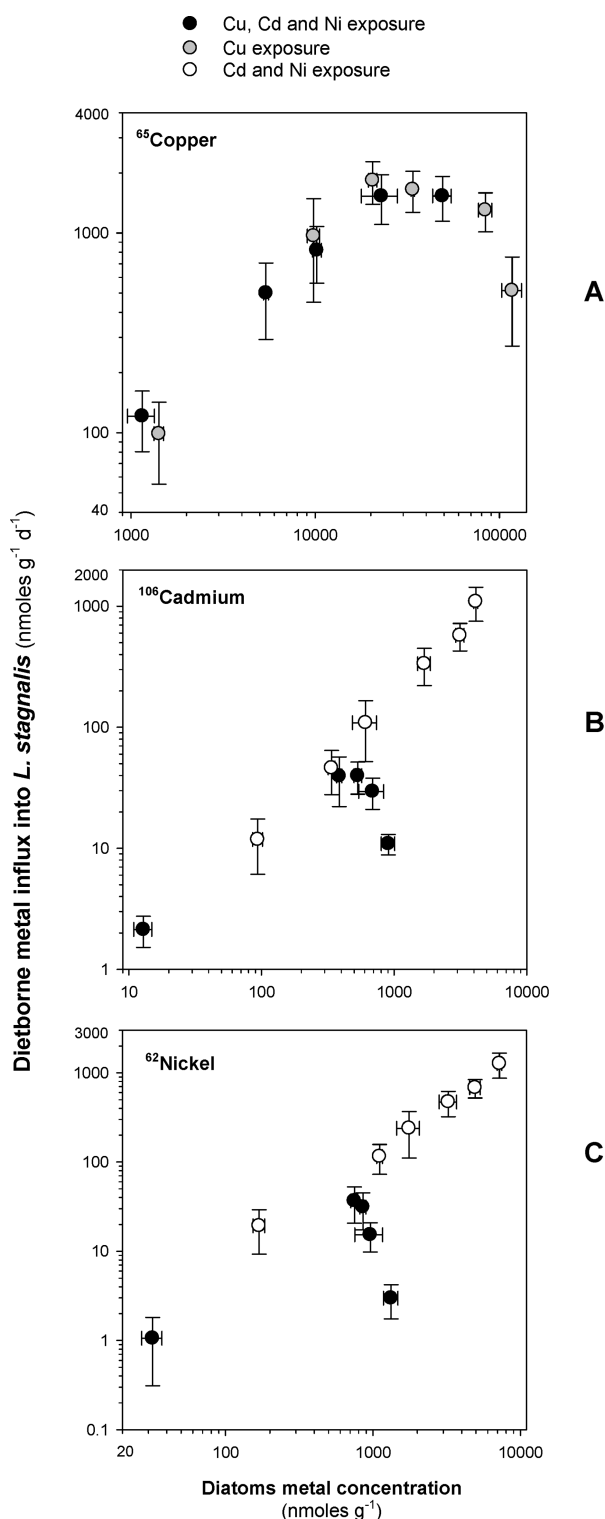 Cu, Cd and Ni exposure
Cu exposure
Cd and Ni exposure
4000
⁶⁵Copper
1000
A
100
40
1000
10000
100000
Dietborne metal influx into L. stagnalis (nmoles g⁻¹ d⁻¹)
2000
¹⁰⁶Cadmium
1000
B
100
10
1
10
100
1000
10000
3000
⁶²Nickel
1000
C
100
10
1
0.1
20
100
1000
10000
Diatoms metal concentration
(nmoles g⁻¹)